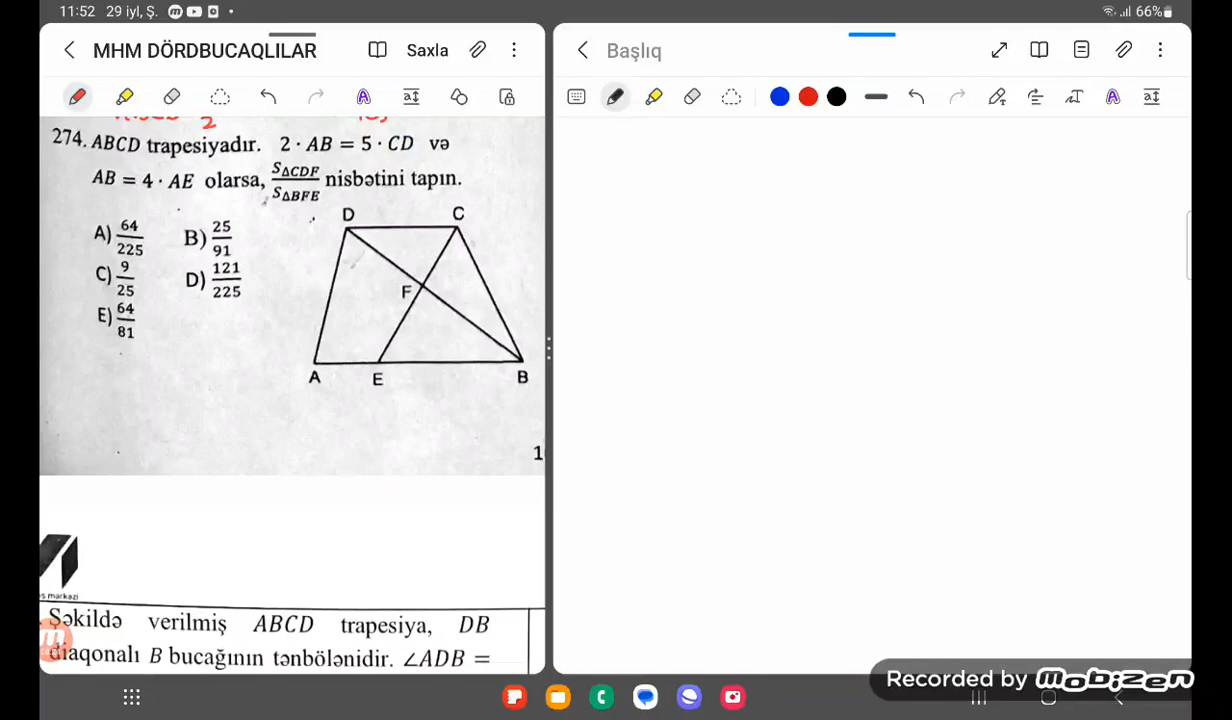 11:52 29 iyl, Ş.
66%
MHM DÖRDBUCAQLILAR
Saxla
Başlıq
274. ABCD trapesiyadır. 2 · AB = 5 · CD və
AB = 4 · AE olarsa, S△CDF/S△BFE nisbətini tapın.
A) 64/225 B) 25/91
C) 9/25 D) 121/225
E) 64/81
D C
F
A E B
1
s mərkəzi
Şəkildə verilmiş ABCD trapesiya, DB
diaqonalı B bucağının tənbölənidir. ∠ADB =
Recorded by mobizen